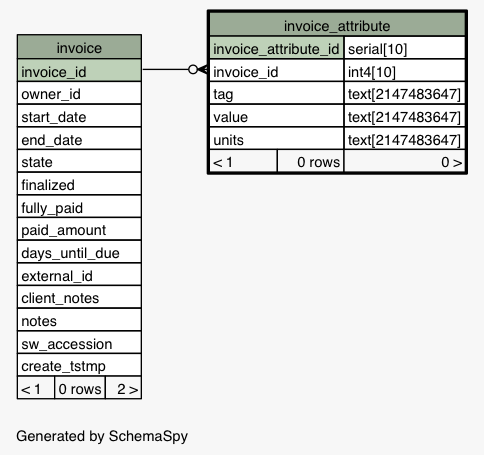 invoice
invoice_id
owner_id
start_date
end_date
state
finalized
fully_paid
paid_amount
days_until_due
external_id
client_notes
notes
sw_accession
create_tstmp
< 1 0 rows 2 >
invoice_attribute
invoice_attribute_id serial[10]
invoice_id int4[10]
tag text[2147483647]
value text[2147483647]
units text[2147483647]
< 1 0 rows 0 >
Generated by SchemaSpy